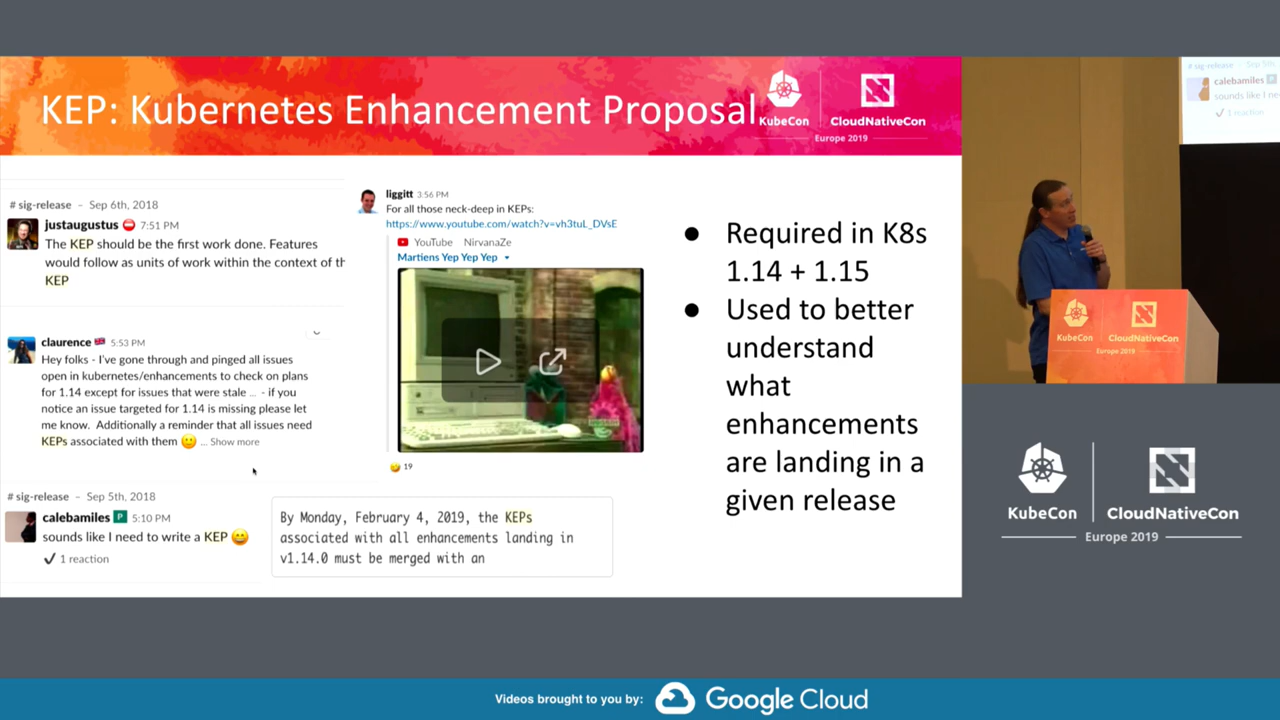 KEP: Kubernetes Enhancement Proposal
KubeCon
CloudNativeCon
Europe 2019
# sig-release – Sep 6th, 2018
justaugustus 7:51 PM
The KEP should be the first work done. Features
would follow as units of work within the context of th
KEP
claurence 5:53 PM
Hey folks - I've gone through and pinged all issues
open in kubernetes/enhancements to check on plans
for 1.14 except for issues that were stale ... - if you
notice an issue targeted for 1.14 is missing please let
me know. Additionally a reminder that all issues need
KEPs associated with them 🙂 ... Show more
# sig-release – Sep 5th, 2018
calebamiles P 5:10 PM
sounds like I need to write a KEP 😀
✓ 1 reaction
liggitt 3:56 PM
For all those neck-deep in KEPs:
https://www.youtube.com/watch?v=vh3tuL_DVsE
YouTube NirvanaZe
Martiens Yep Yep Yep
🤣 19
By Monday, February 4, 2019, the KEPs
associated with all enhancements landing in
v1.14.0 must be merged with an
● Required in K8s
1.14 + 1.15
● Used to better
understand
what
enhancements
are landing in a
given release
# sig-release – Sep 5th
calebamiles P
sounds like I ne
✓ 1 reaction
KubeCon
CloudNativeCon
Europe 2019
KubeCon
CloudNativeCon
Europe 2019
Videos brought to you by: Google Cloud